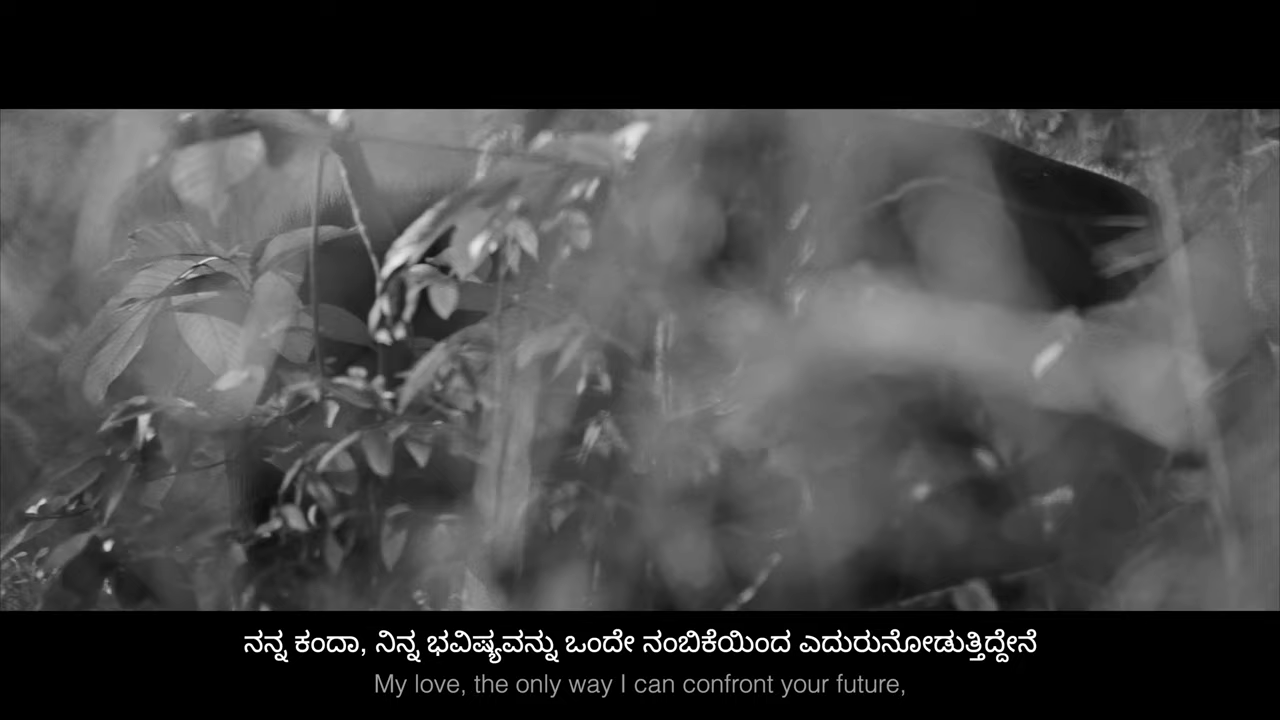 ನನ್ನ ಕಂದಾ, ನಿನ್ನ ಭವಿಷ್ಯವನ್ನು ಒಂದೇ ನಂಬಿಕೆಯಿಂದ ಎದುರುನೋಡುತ್ತಿದ್ದೇನೆ
My love, the only way I can confront your future,